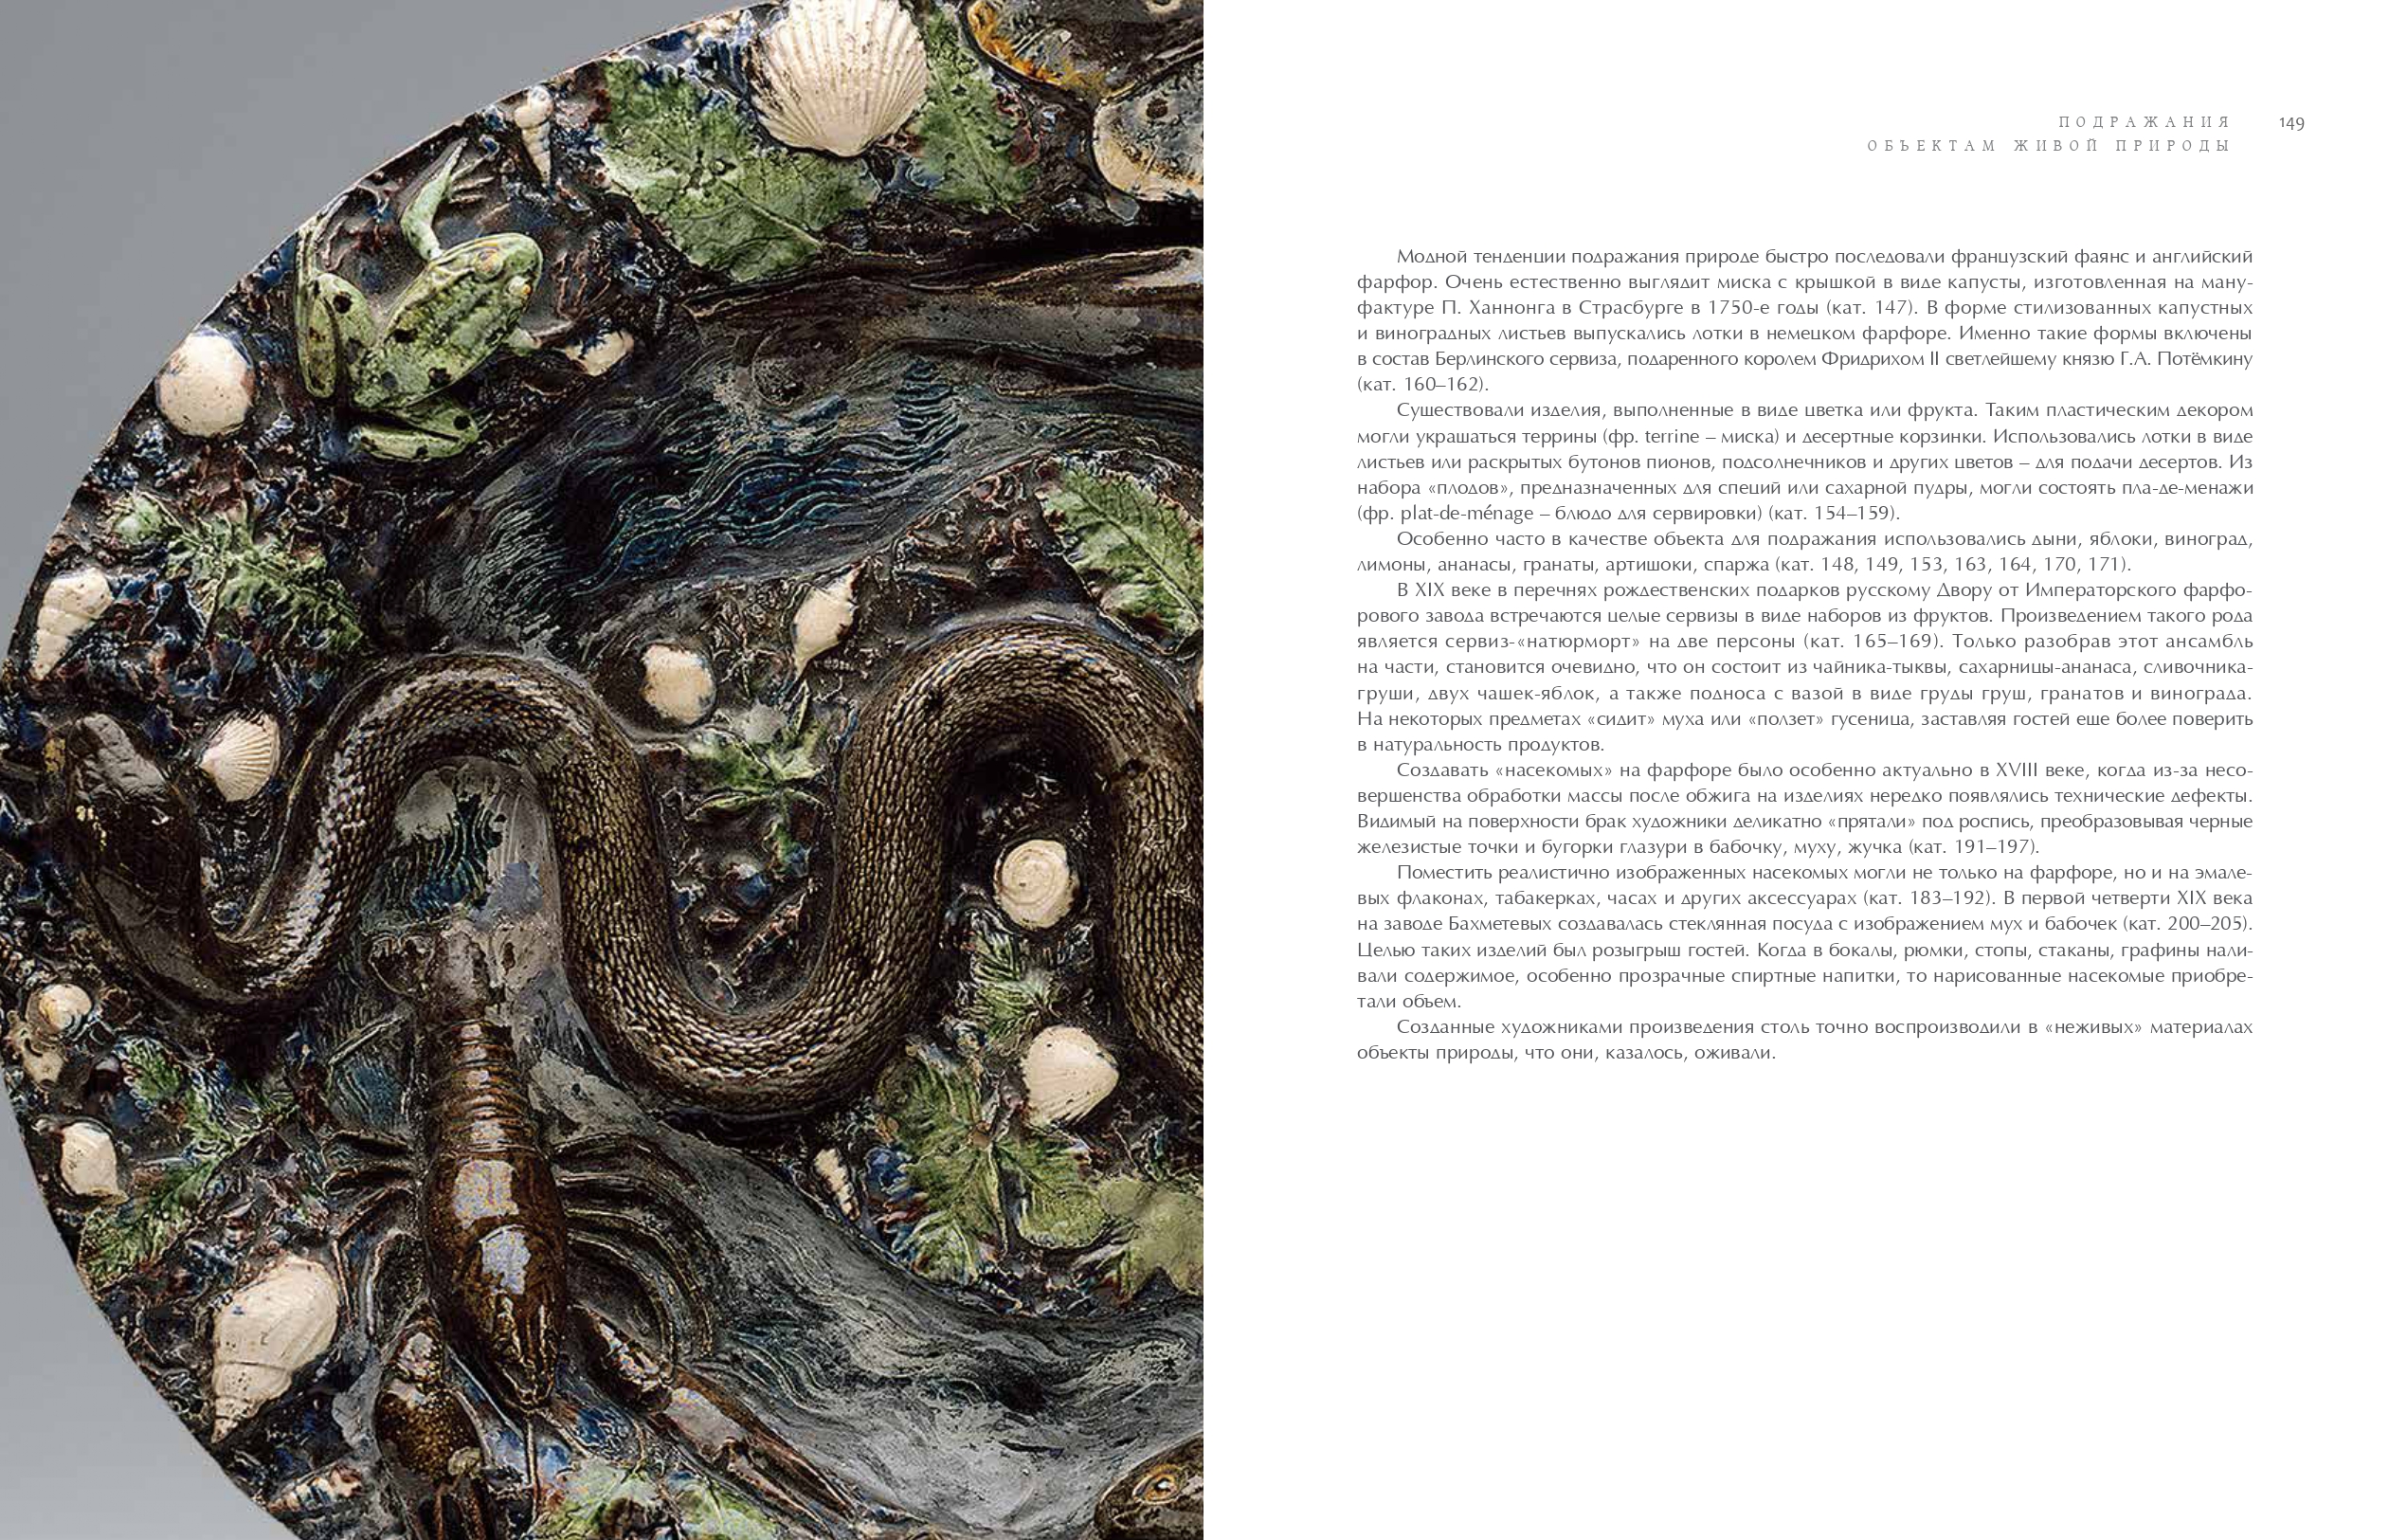 ПОДРАЖАНИЯ
149
ОБЪЕКТАМ ЖИВОЙ ПРИРОДЫ
Модной тенденции подражания природе быстро последовали французский фаянс и английский
фарфор. Очень естественно выглядит миска с крышкой в виде капусты, изготовленная на ману-
фактуре П. Ханнонга в Страсбурге в 1750-е годы (кат. 147). В форме стилизованных капустных
и виноградных листьев выпускались лотки в немецком фарфоре. Именно такие формы включены
в состав Берлинского сервиза, подаренного королем Фридрихом II светлейшему князю Г.А. Потёмкину
(кат. 160–162).
Существовали изделия, выполненные в виде цветка или фрукта. Таким пластическим декором
могли украшаться террины (фр. terrine – миска) и десертные корзинки. Использовались лотки в виде
листьев или раскрытых бутонов пионов, подсолнечников и других цветов – для подачи десертов. Из
набора «плодов», предназначенных для специй или сахарной пудры, могли состоять пла-де-менажи
(фр. plat-de-ménage – блюдо для сервировки) (кат. 154–159).
Особенно часто в качестве объекта для подражания использовались дыни, яблоки, виноград,
лимоны, ананасы, гранаты, артишоки, спаржа (кат. 148, 149, 153, 163, 164, 170, 171).
В XIX веке в перечнях рождественских подарков русскому Двору от Императорского фарфо-
рового завода встречаются целые сервизы в виде наборов из фруктов. Произведением такого рода
является сервиз-«натюрморт» на две персоны (кат. 165–169). Только разобрав этот ансамбль
на части, становится очевидно, что он состоит из чайника-тыквы, сахарницы-ананаса, сливочника-
груши, двух чашек-яблок, а также подноса с вазой в виде груды груш, гранатов и винограда.
На некоторых предметах «сидит» муха или «ползет» гусеница, заставляя гостей еще более поверить
в натуральность продуктов.
Создавать «насекомых» на фарфоре было особенно актуально в XVIII веке, когда из-за несо-
вершенства обработки массы после обжига на изделиях нередко появлялись технические дефекты.
Видимый на поверхности брак художники деликатно «прятали» под роспись, преобразовывая черные
железистые точки и бугорки глазури в бабочку, муху, жучка (кат. 191–197).
Поместить реалистично изображенных насекомых могли не только на фарфоре, но и на эмале-
вых флаконах, табакерках, часах и других аксессуарах (кат. 183–192). В первой четверти XIX века
на заводе Бахметевых создавалась стеклянная посуда с изображением мух и бабочек (кат. 200–205).
Целью таких изделий был розыгрыш гостей. Когда в бокалы, рюмки, стопы, стаканы, графины нали-
вали содержимое, особенно прозрачные спиртные напитки, то нарисованные насекомые приобре-
тали объем.
Созданные художниками произведения столь точно воспроизводили в «неживых» материалах
объекты природы, что они, казалось, оживали.